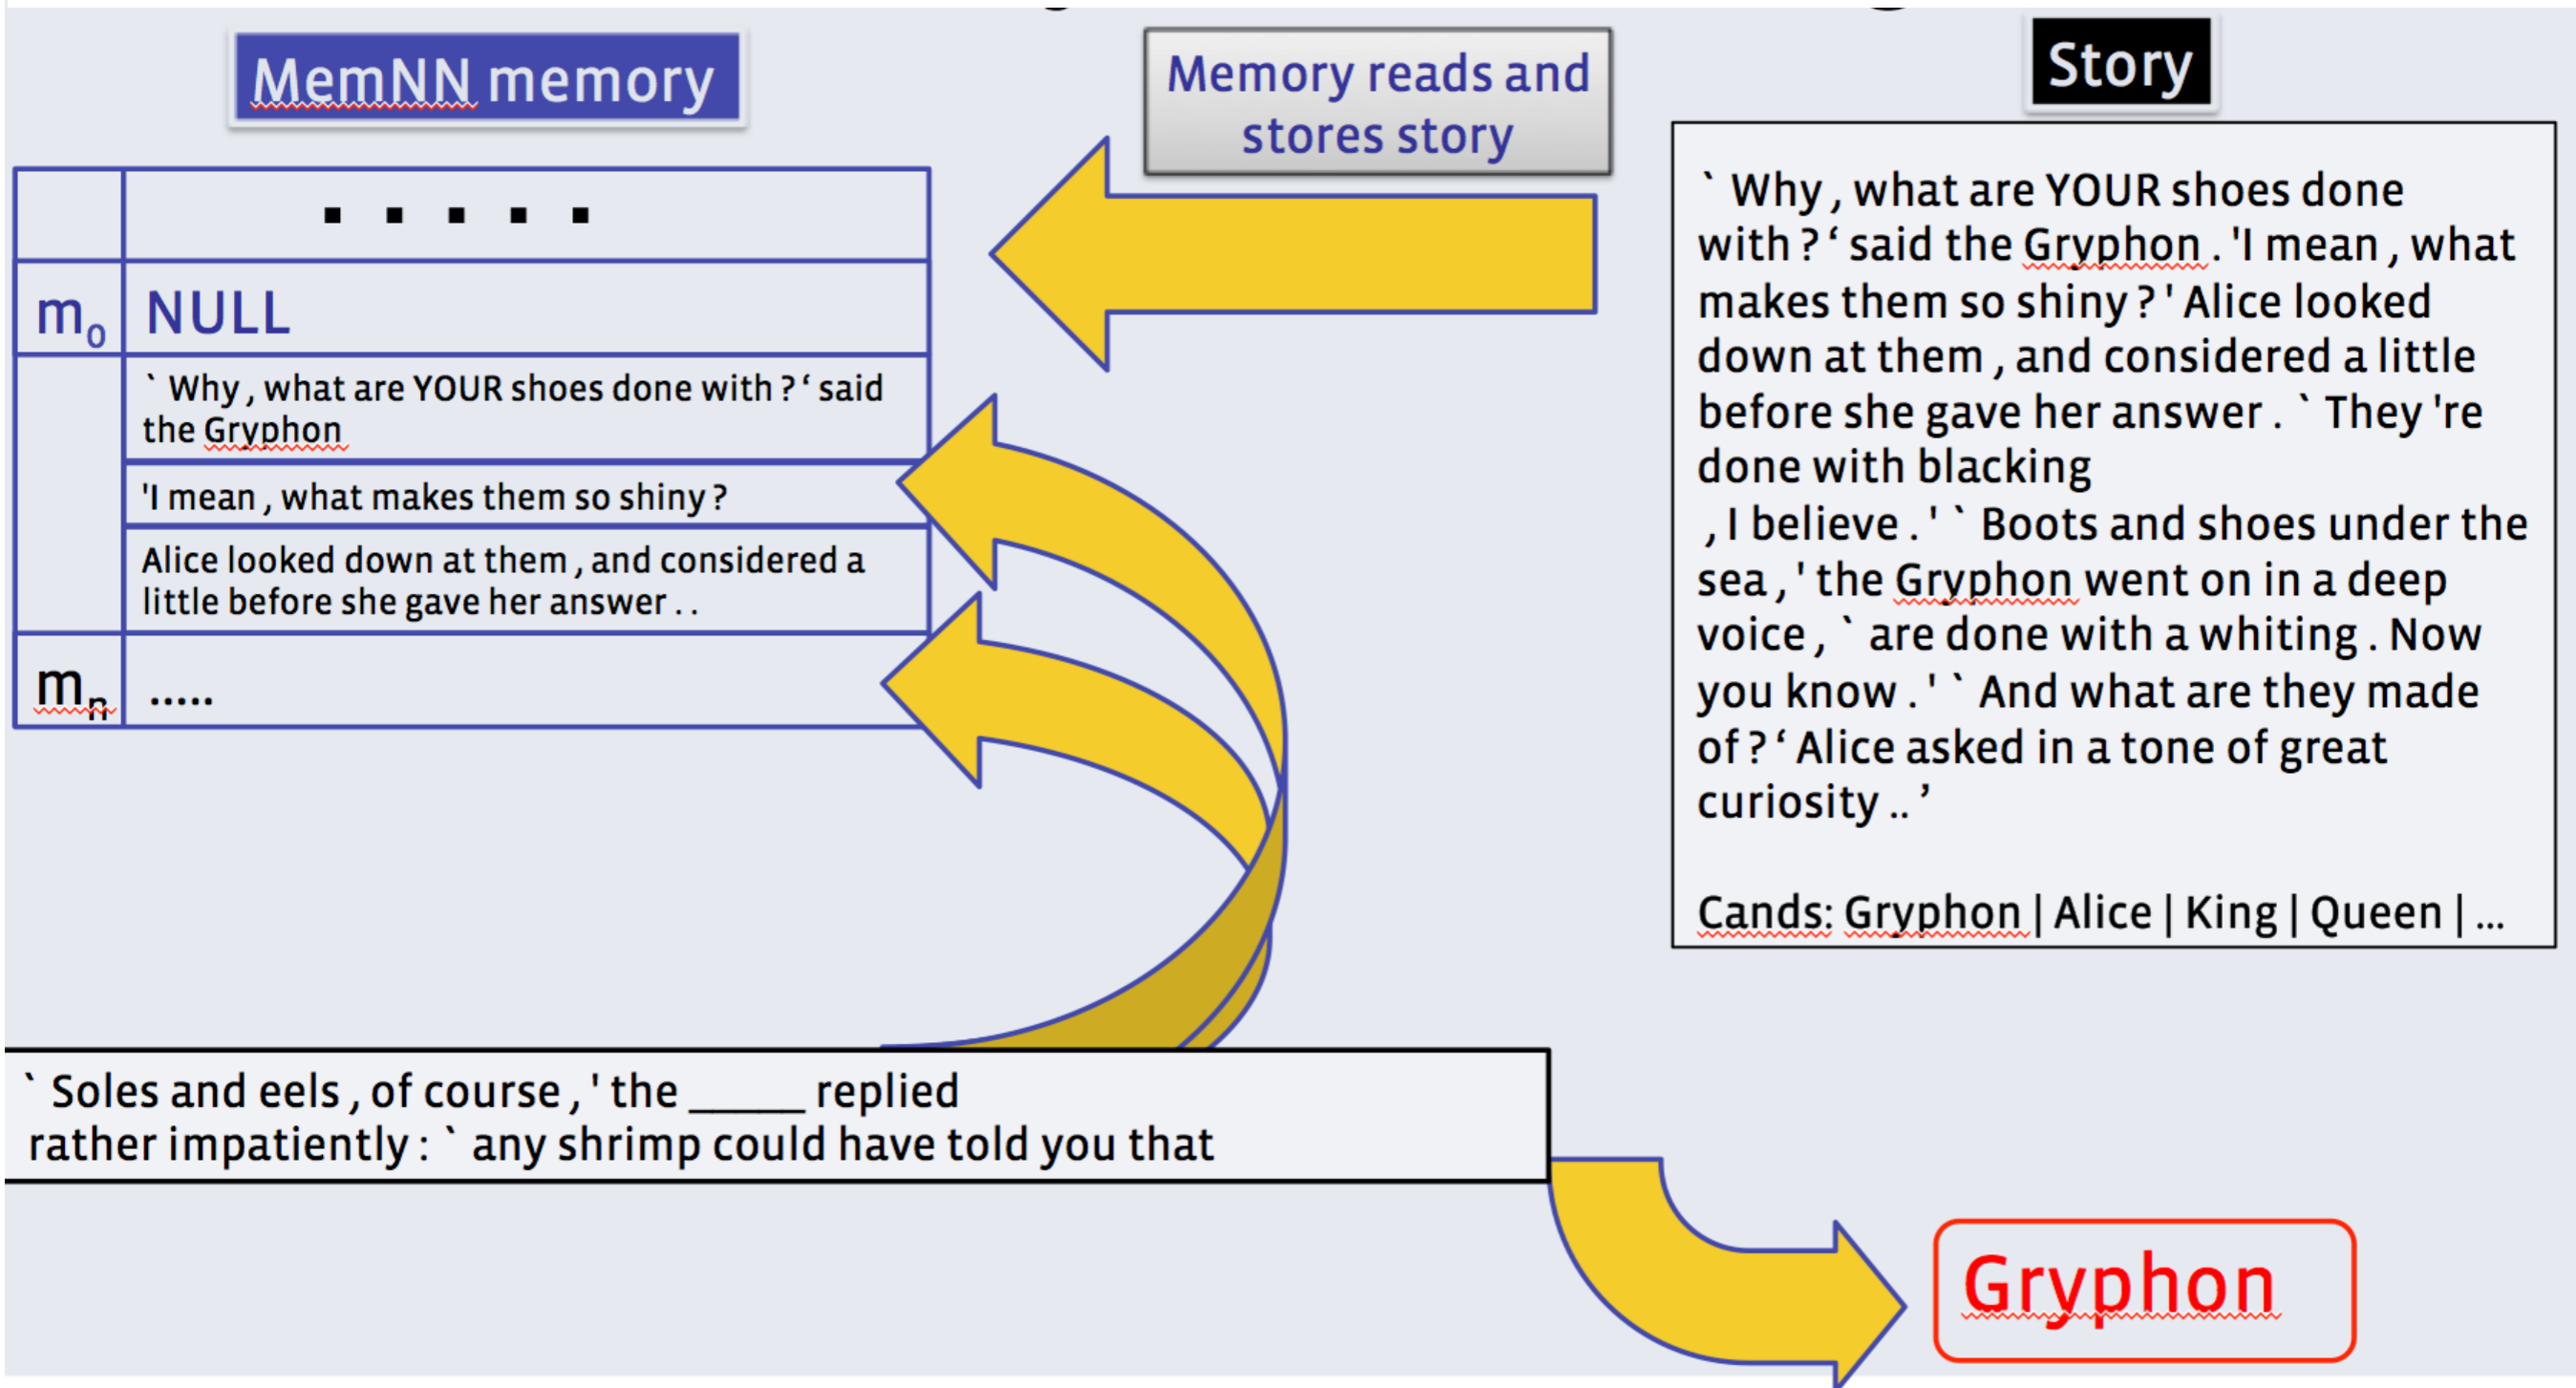 MemNN memory
Memory reads and
stores story
Story
. . . . .
m₀ NULL
` Why , what are YOUR shoes done with ? ‘ said
the Gryphon
'I mean , what makes them so shiny ?
Alice looked down at them , and considered a
little before she gave her answer . .
mₙ .....
` Why , what are YOUR shoes done
with ? ‘ said the Gryphon . 'I mean , what
makes them so shiny ? ' Alice looked
down at them , and considered a little
before she gave her answer . ` They 're
done with blacking
, I believe . ' ` Boots and shoes under the
sea , ' the Gryphon went on in a deep
voice , ` are done with a whiting . Now
you know . ' ` And what are they made
of ? ‘ Alice asked in a tone of great
curiosity .. ’
Cands: Gryphon | Alice | King | Queen | ...
` Soles and eels , of course , ' the _____ replied
rather impatiently : ` any shrimp could have told you that
Gryphon